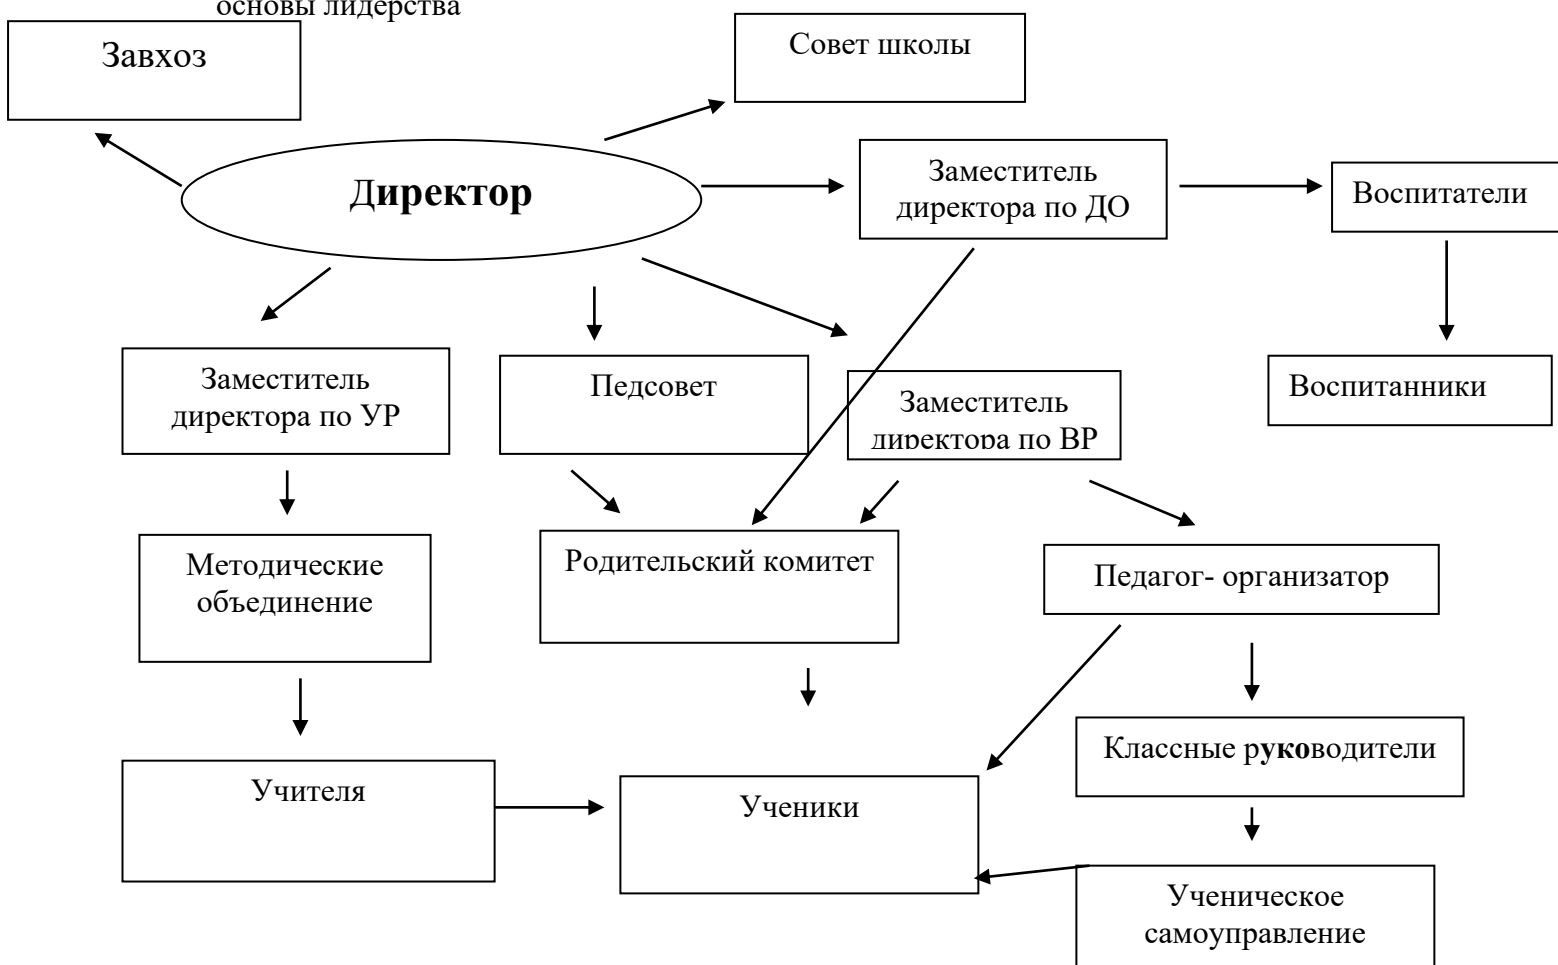 основы лидерства
Завхоз
Совет школы
Директор
Заместитель
директора по ДО
Воспитатели
Заместитель
директора по УР
Педсовет
Заместитель
директора по ВР
Воспитанники
Методические
объединение
Родительский комитет
Педагог- организатор
Классные руководители
Учителя
Ученики
Ученическое
самоуправление